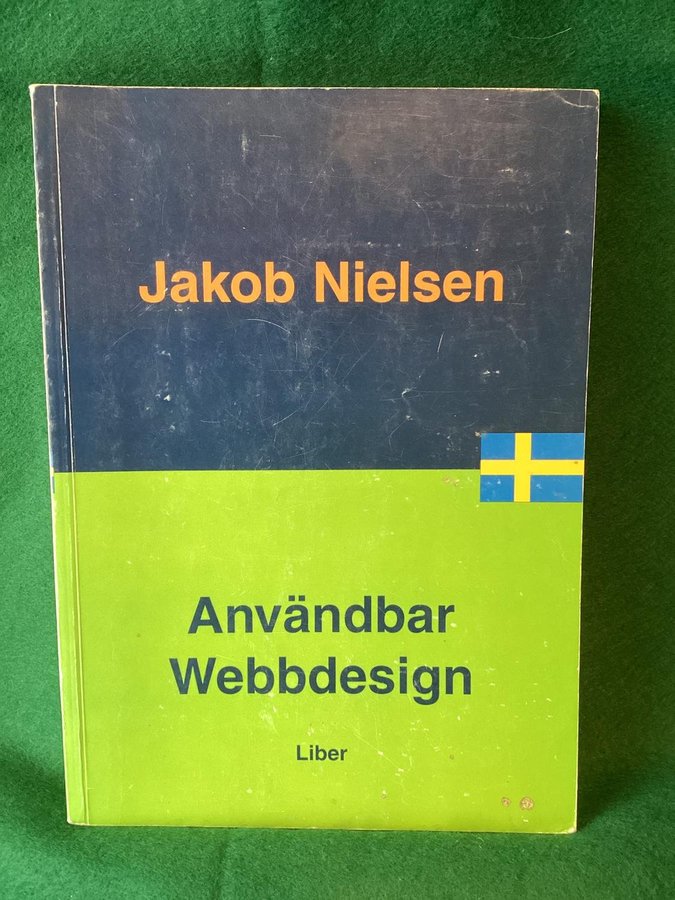 Jakob Nielsen
Användbar
Webbdesign
Liber